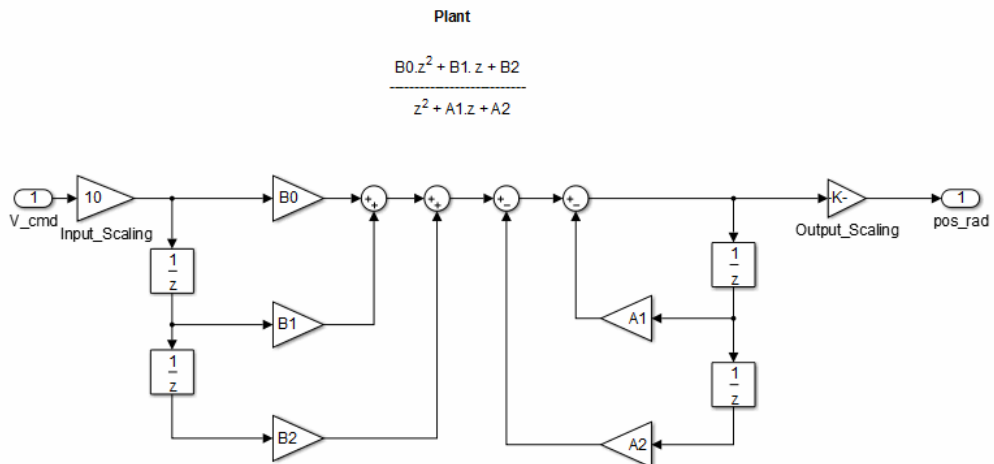 Plant
B0.z² + B1. z + B2
---------------------------
z² + A1.z + A2
1
V_cmd
10
Input_Scaling
B0
+
+
+
+
+
−
+
−
-K-
Output_Scaling
1
pos_rad
1
z
1
z
B1
A1
1
z
1
z
B2
A2